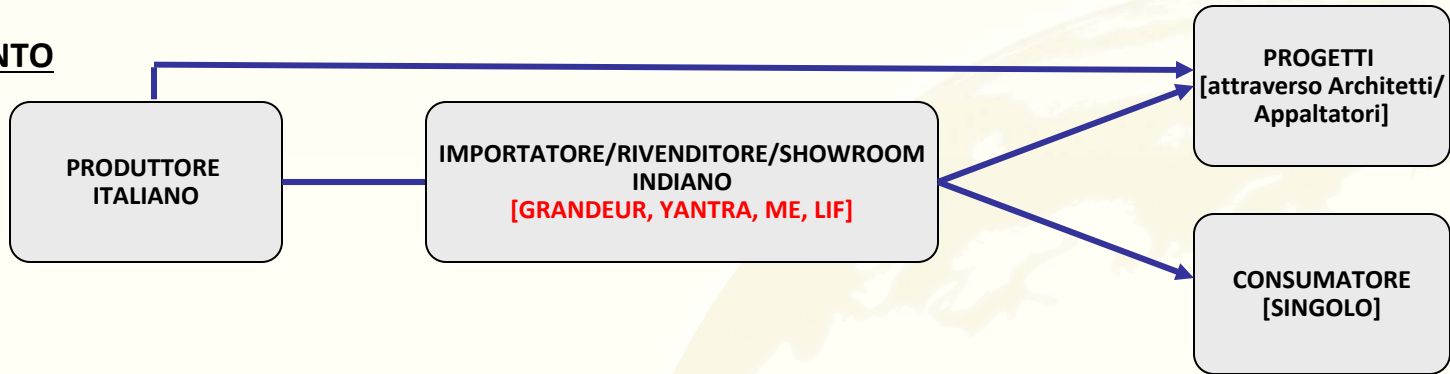 NTO
PRODUTTORE
ITALIANO
IMPORTATORE/RIVENDITORE/SHOWROOM
INDIANO
[GRANDEUR, YANTRA, ME, LIF]
PROGETTI
[attraverso Architetti/
Appaltatori]
CONSUMATORE
[SINGOLO]